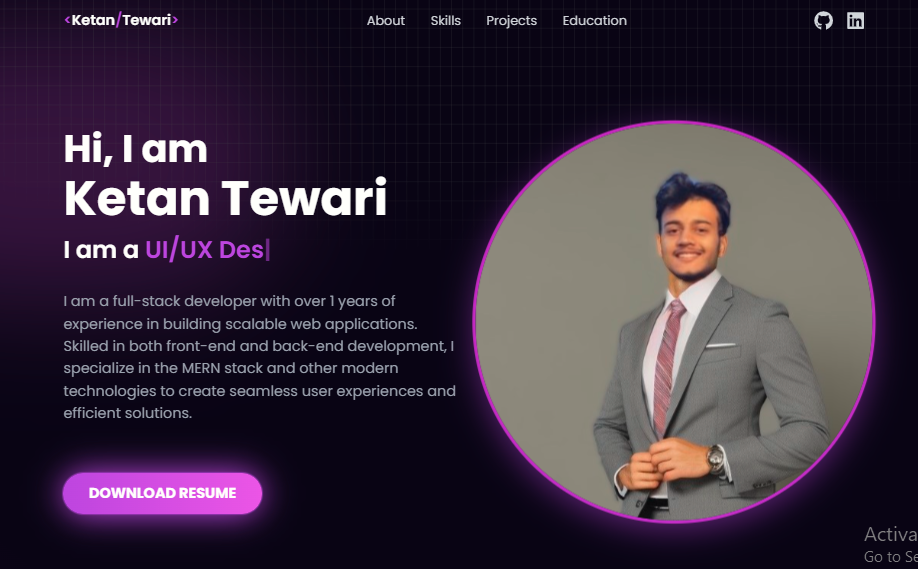 <Ketan/Tewari>
About Skills Projects Education
Hi, I am
Ketan Tewari
I am a UI/UX Des|
I am a full-stack developer with over 1 years of
experience in building scalable web applications.
Skilled in both front-end and back-end development, I
specialize in the MERN stack and other modern
technologies to create seamless user experiences and
efficient solutions.
DOWNLOAD RESUME
Activa
Go to Se